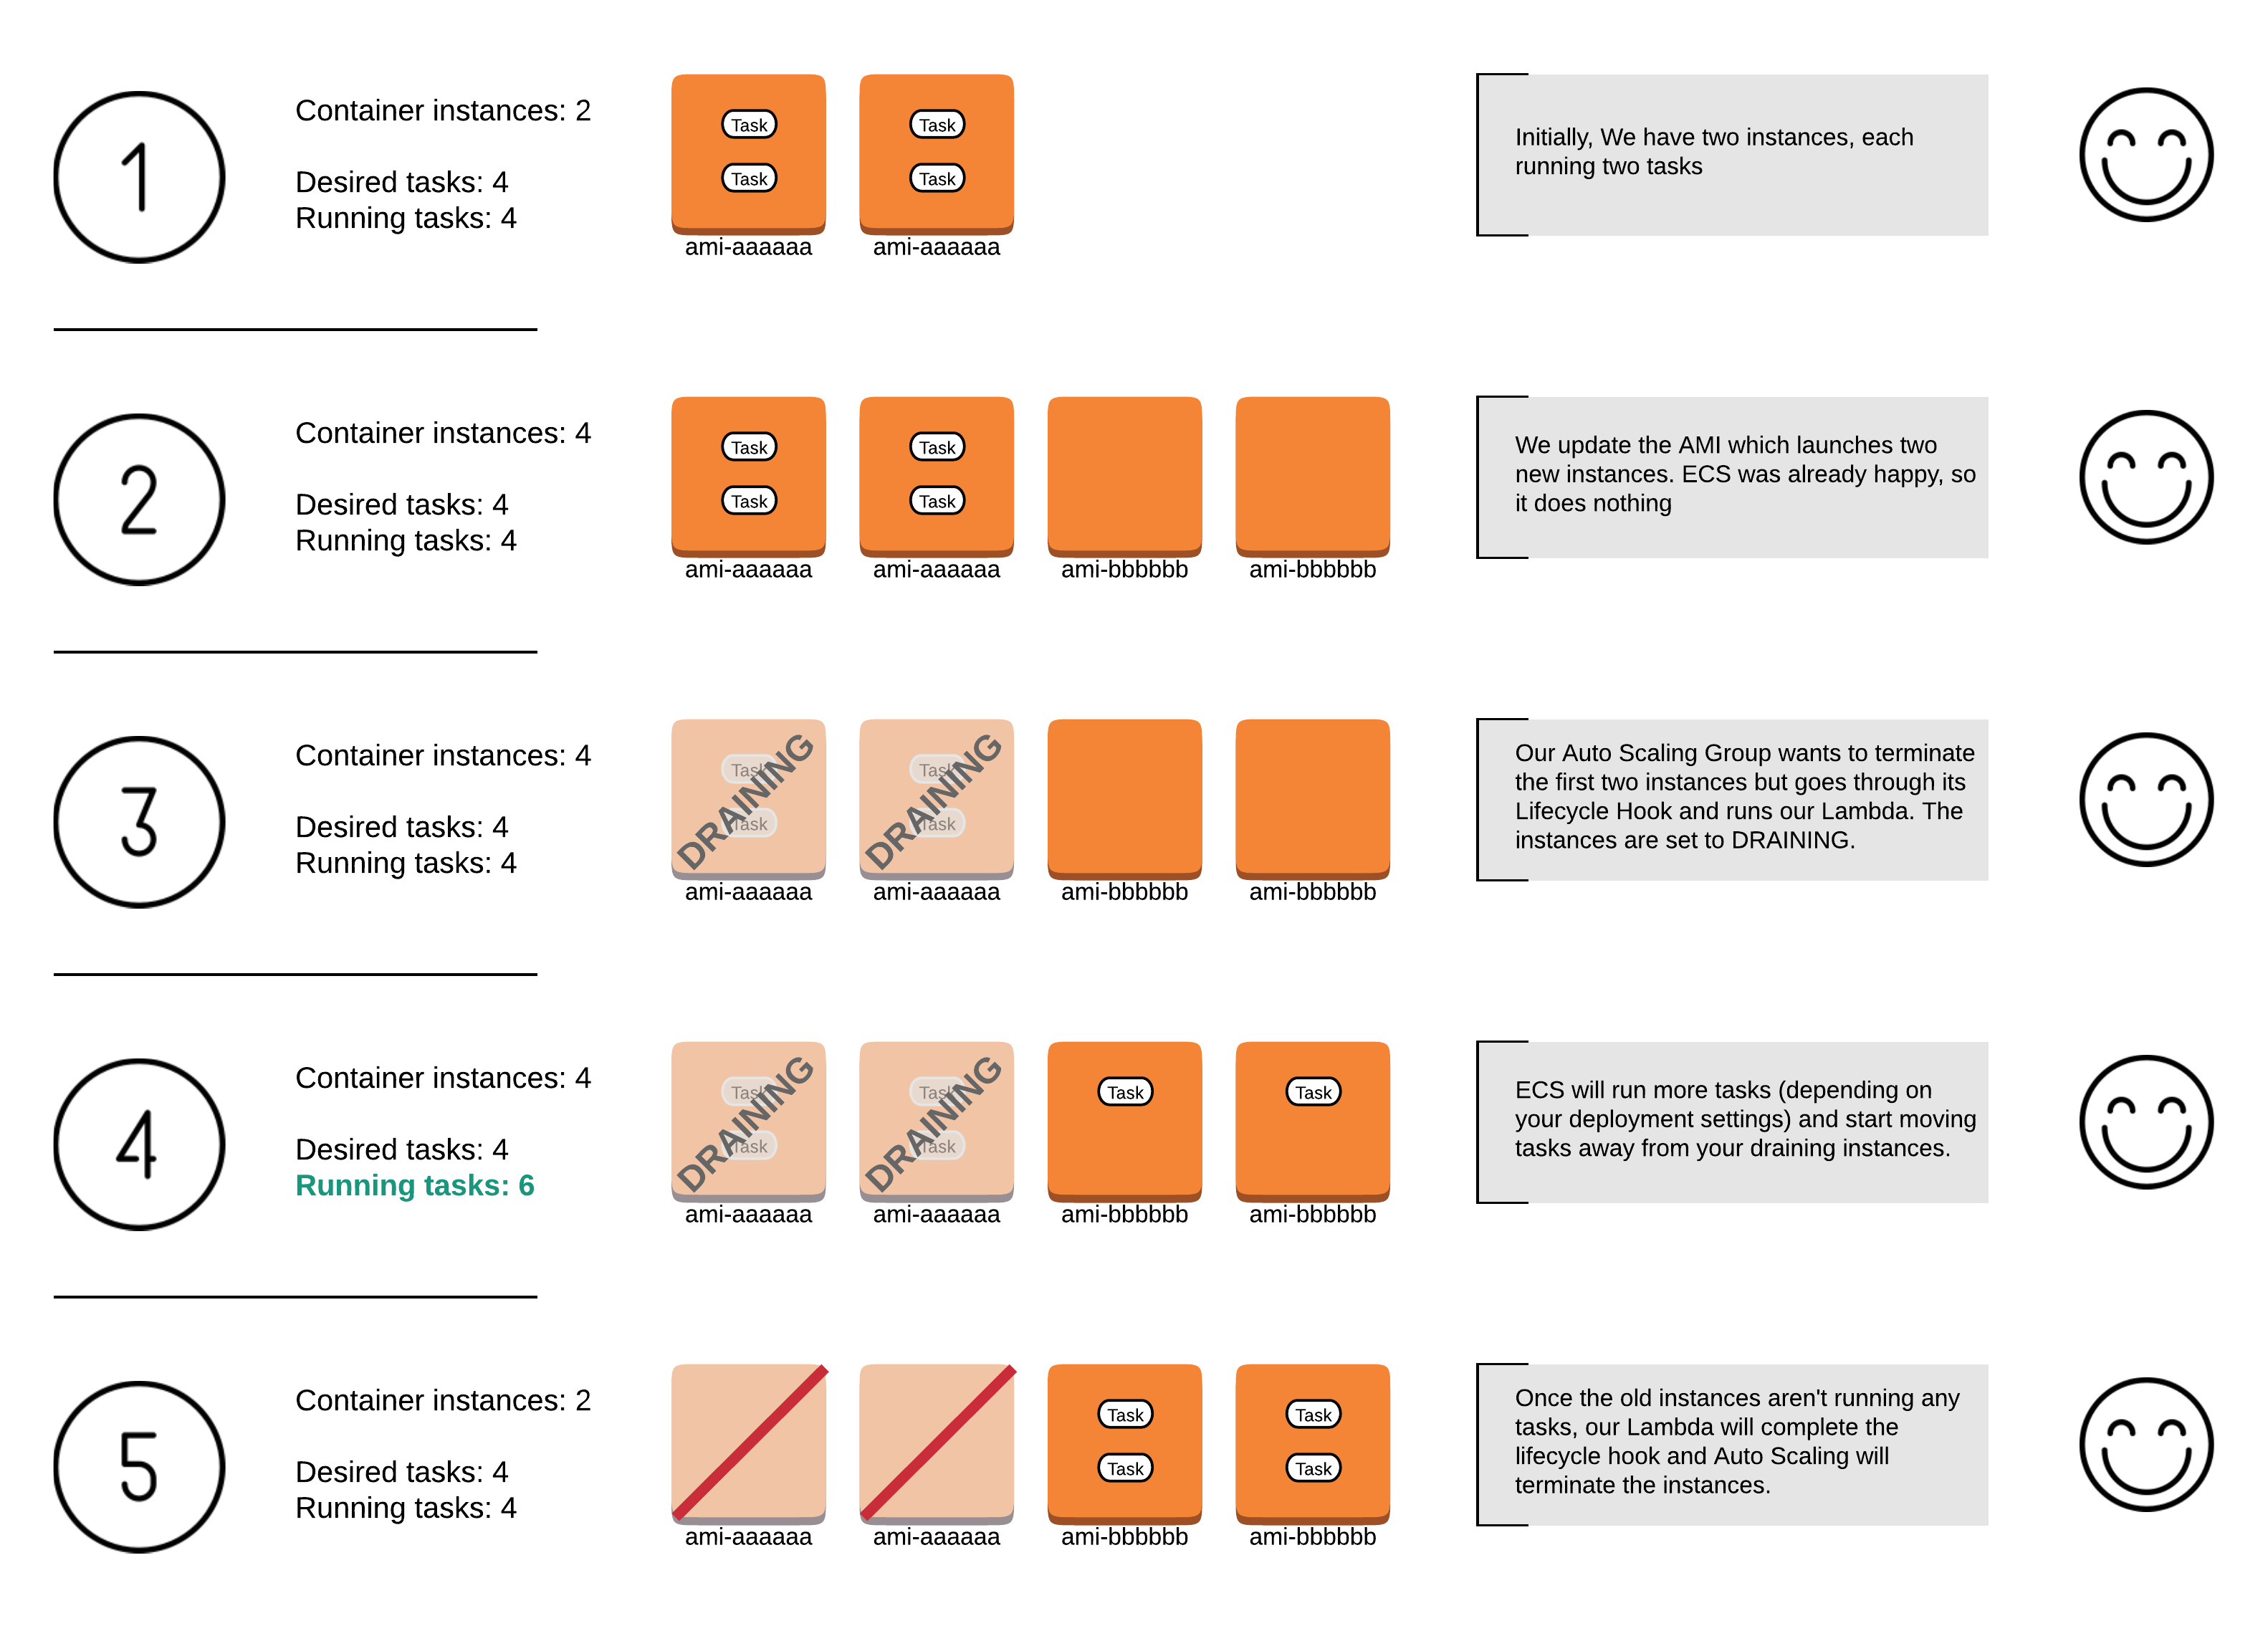 1
Container instances: 2
Desired tasks: 4
Running tasks: 4
Task
Task
Task
Task
ami-aaaaaa
ami-aaaaaa
Initially, We have two instances, each
running two tasks
2
Container instances: 4
Desired tasks: 4
Running tasks: 4
Task
Task
Task
Task
ami-aaaaaa
ami-aaaaaa
ami-bbbbbb
ami-bbbbbb
We update the AMI which launches two
new instances. ECS was already happy, so
it does nothing
3
Container instances: 4
Desired tasks: 4
Running tasks: 4
Task
Task
DRAINING
Task
Task
DRAINING
ami-aaaaaa
ami-aaaaaa
ami-bbbbbb
ami-bbbbbb
Our Auto Scaling Group wants to terminate
the first two instances but goes through its
Lifecycle Hook and runs our Lambda. The
instances are set to DRAINING.
4
Container instances: 4
Desired tasks: 4
Running tasks: 6
Task
Task
DRAINING
Task
Task
DRAINING
Task
Task
ami-aaaaaa
ami-aaaaaa
ami-bbbbbb
ami-bbbbbb
ECS will run more tasks (depending on
your deployment settings) and start moving
tasks away from your draining instances.
5
Container instances: 2
Desired tasks: 4
Running tasks: 4
Task
Task
Task
Task
ami-aaaaaa
ami-aaaaaa
ami-bbbbbb
ami-bbbbbb
Once the old instances aren't running any
tasks, our Lambda will complete the
lifecycle hook and Auto Scaling will
terminate the instances.